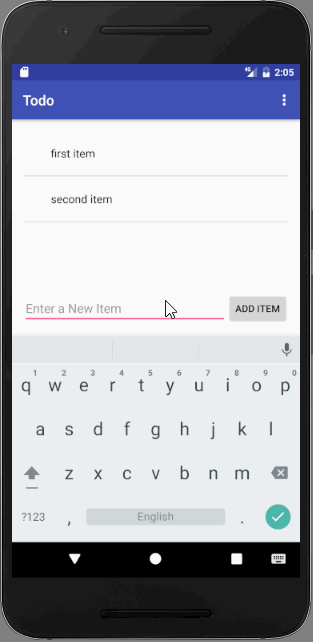 4G 2:05
Todo
first item
second item
Enter a New Item ADD ITEM
1 2 3 4 5 6 7 8 9 0
q w e r t y u i o p
a s d f g h j k l
z x c v b n m
?123 , English .